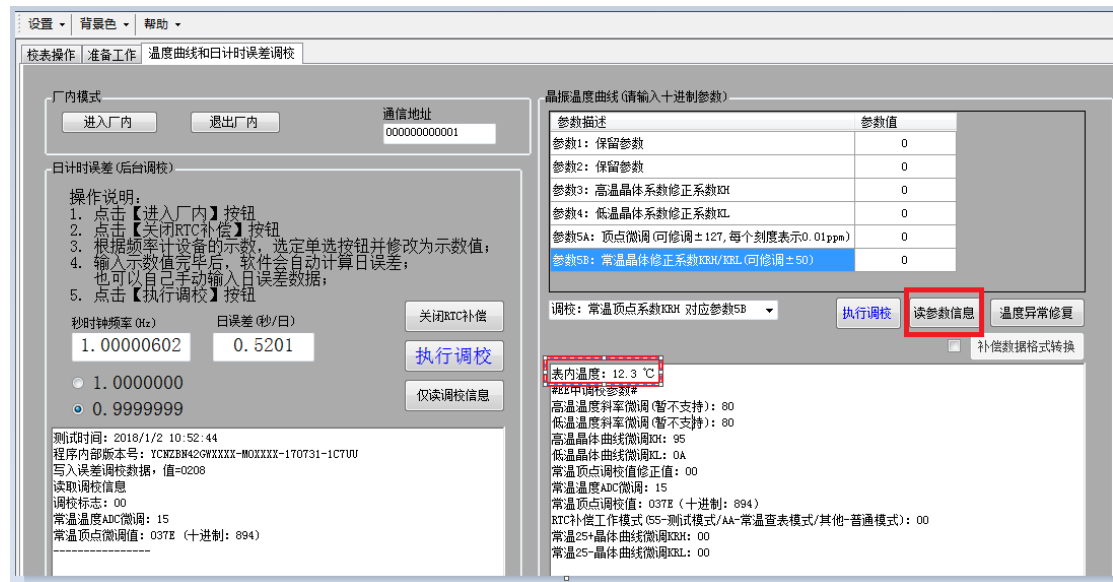 设置 背景色 帮助
校表操作 准备工作 温度曲线和日计时误差调校
厂内模式
进入厂内 退出厂内
通信地址
000000000001
日计时误差(后台调校)
操作说明:
1. 点击【进入厂内】按钮
2. 点击【关闭RTC补偿】按钮
3. 根据频率计设备的示数, 选定单选按钮并修改为示数值;
4. 输入示数值完毕后, 软件会自动计算日误差;
也可以自己手动输入日误差数据;
5. 点击【执行调校】按钮
秒时钟频率(Hz) 日误差(秒/日)
1.00000602 0.5201
关闭RTC补偿
执行调校
仅读调校信息
1.0000000
0.9999999
测试时间: 2018/1/2 10:52:44
程序内部版本号: YCNZBN42GWXXXX-M0XXXX-170731-1C7UU
写入误差调校数据, 值=0208
读取调校信息
调校标志: 00
常温温度ADC微调: 15
常温顶点微调值: 037E (十进制: 894)
----------------
晶振温度曲线(请输入十进制参数)
参数描述 参数值
参数1: 保留参数 0
参数2: 保留参数 0
参数3: 高温晶体系数修正系数KH 0
参数4: 低温晶体系数修正系数KL 0
参数5A: 顶点微调(可修调±127,每个刻度表示0.01ppm) 0
参数5B: 常温晶体修正系数KRH/KRL(可修调±50) 0
调校: 常温顶点系数KRH 对应参数5B
执行调校 读参数信息 温度异常修复
补偿数据格式转换
表内温度: 12.3 ℃
#EE中调校参数#
高温温度斜率微调(暂不支持): 80
低温温度斜率微调(暂不支持): 80
高温晶体曲线微调KH: 95
低温晶体曲线微调KL: 0A
常温顶点调校值修正值: 00
常温温度ADC微调: 15
常温顶点调校值: 037E (十进制: 894)
RTC补偿工作模式(55-测试模式/AA-常温查表模式/其他-普通模式): 00
常温25+晶体曲线微调KRH: 00
常温25-晶体曲线微调KRL: 00